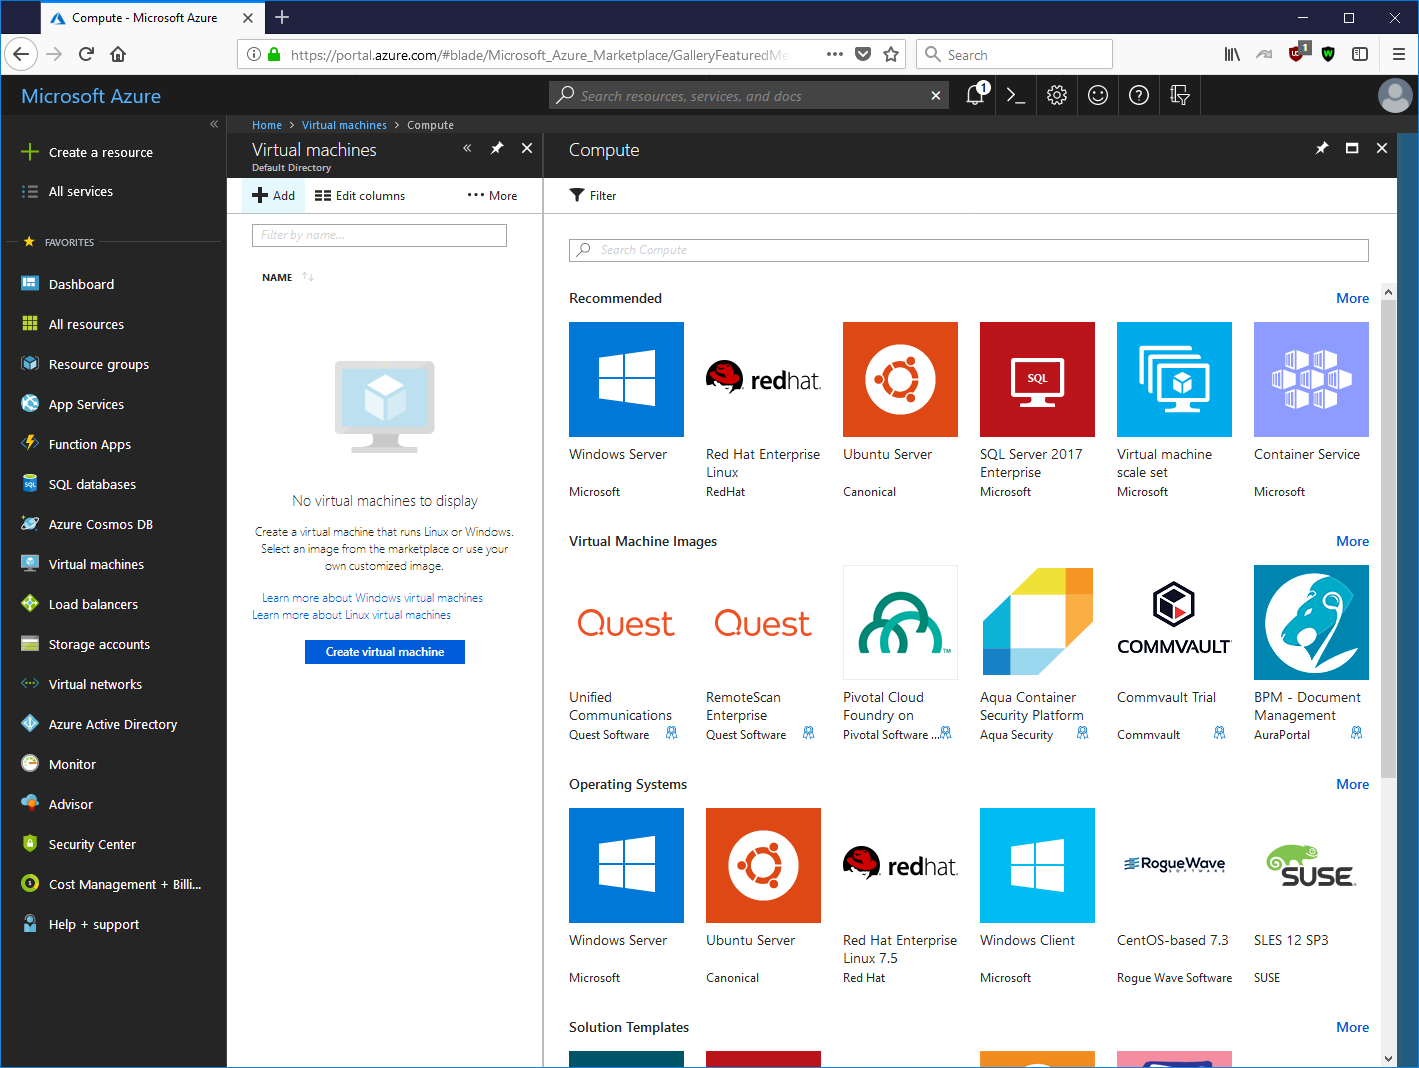 Compute - Microsoft Azure
https://portal.azure.com/#blade/Microsoft_Azure_Marketplace/GalleryFeaturedMe
Search
1
Microsoft Azure
Search resources, services, and docs
1
Create a resource
All services
FAVORITES
Dashboard
All resources
Resource groups
App Services
Function Apps
SQL databases
Azure Cosmos DB
Virtual machines
Load balancers
Storage accounts
Virtual networks
Azure Active Directory
Monitor
Advisor
Security Center
Cost Management + Billi...
Help + support
Home > Virtual machines > Compute
Virtual machines
Default Directory
Add
Edit columns
More
Filter by name...
NAME
No virtual machines to display
Create a virtual machine that runs Linux or Windows.
Select an image from the marketplace or use your
own customized image.
Learn more about Windows virtual machines
Learn more about Linux virtual machines
Create virtual machine
Compute
Filter
Search Compute
Recommended
More
redhat.
SQL
Windows Server
Microsoft
Red Hat Enterprise
Linux
RedHat
Ubuntu Server
Canonical
SQL Server 2017
Enterprise
Microsoft
Virtual machine
scale set
Microsoft
Container Service
Microsoft
Virtual Machine Images
More
Quest
Quest
TM
COMMVAULT
Unified
Communications
Quest Software
RemoteScan
Enterprise
Quest Software
Pivotal Cloud
Foundry on
Pivotal Software ...
Aqua Container
Security Platform
Aqua Security
Commvault Trial
Commvault
BPM - Document
Management
AuraPortal
Operating Systems
More
redhat.
RogueWave
SOFTWARE
SUSE
Windows Server
Microsoft
Ubuntu Server
Canonical
Red Hat Enterprise
Linux 7.5
Red Hat
Windows Client
Microsoft
CentOS-based 7.3
Rogue Wave Software
SLES 12 SP3
SUSE
Solution Templates
More